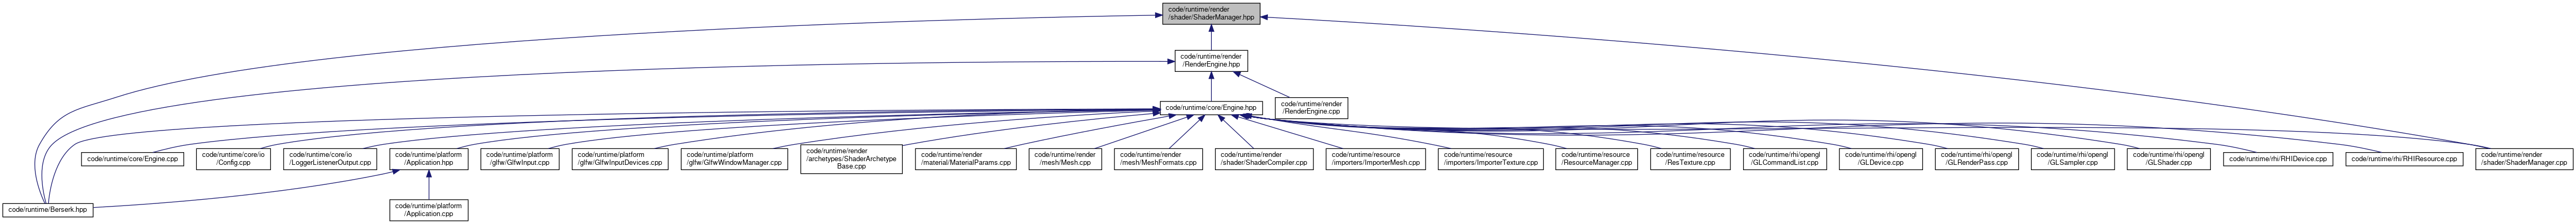 code/runtime/render
/shader/ShaderManager.hpp
code/runtime/render
/RenderEngine.hpp
code/runtime/core/Engine.hpp
code/runtime/render
/RenderEngine.cpp
code/runtime/core/Engine.cpp
code/runtime/core/io
/Config.cpp
code/runtime/core/io
/LoggerListenerOutput.cpp
code/runtime/platform
/Application.hpp
code/runtime/platform
/glfw/GlfwInput.cpp
code/runtime/platform
/glfw/GlfwInputDevices.cpp
code/runtime/platform
/glfw/GlfwWindowManager.cpp
code/runtime/render
/archetypes/ShaderArchetype
Base.cpp
code/runtime/render
/material/MaterialParams.cpp
code/runtime/render
/mesh/Mesh.cpp
code/runtime/render
/mesh/MeshFormats.cpp
code/runtime/render
/shader/ShaderCompiler.cpp
code/runtime/resource
/importers/ImporterMesh.cpp
code/runtime/resource
/importers/ImporterTexture.cpp
code/runtime/resource
/ResourceManager.cpp
code/runtime/resource
/ResTexture.cpp
code/runtime/rhi/opengl
/GLCommandList.cpp
code/runtime/rhi/opengl
/GLDevice.cpp
code/runtime/rhi/opengl
/GLRenderPass.cpp
code/runtime/rhi/opengl
/GLSampler.cpp
code/runtime/rhi/opengl
/GLShader.cpp
code/runtime/rhi/RHIDevice.cpp
code/runtime/rhi/RHIResource.cpp
code/runtime/render
/shader/ShaderManager.cpp
code/runtime/Berserk.hpp
code/runtime/platform
/Application.cpp